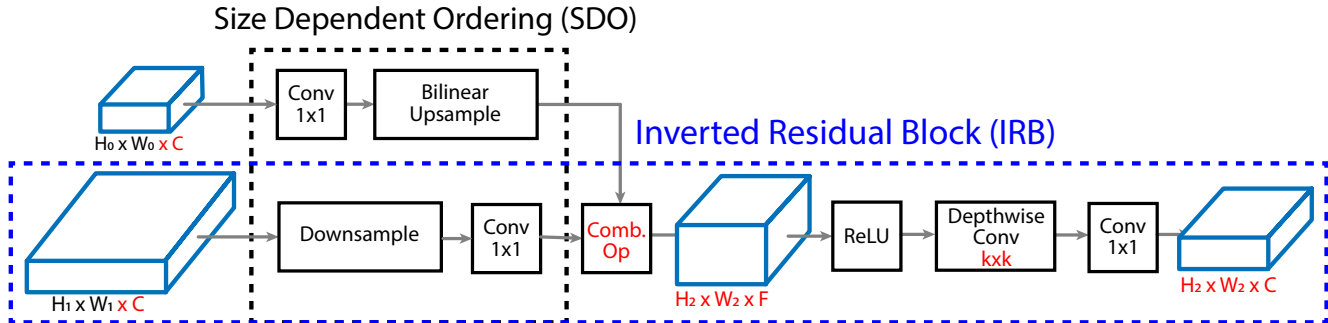 Size Dependent Ordering (SDO)
Conv
1x1
Bilinear
Upsample
H₀ x W₀ x C
Inverted Residual Block (IRB)
Downsample
Conv
1x1
Comb.
Op
ReLU
Depthwise
Conv
kxk
Conv
1x1
H₁ x W₁ x C
H₂ x W₂ x F
H₂ x W₂ x C